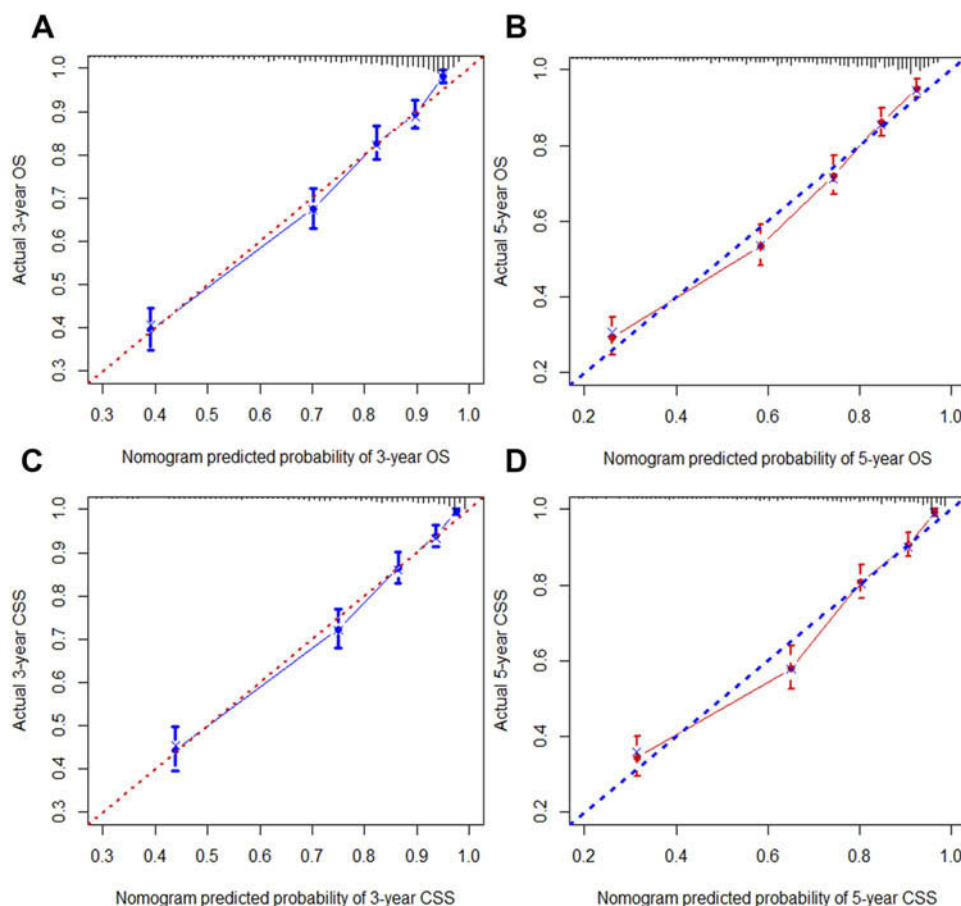 A
B
Actual 3-year OS
1.0
0.9
0.8
0.7
0.6
0.5
0.4
0.3
0.3 0.4 0.5 0.6 0.7 0.8 0.9 1.0
Nomogram predicted probability of 3-year OS
Actual 5-year OS
1.0
0.8
0.6
0.4
0.2
0.2 0.4 0.6 0.8 1.0
Nomogram predicted probability of 5-year OS
C
D
Actual 3-year CSS
1.0
0.9
0.8
0.7
0.6
0.5
0.4
0.3
0.3 0.4 0.5 0.6 0.7 0.8 0.9 1.0
Nomogram predicted probability of 3-year CSS
Actual 5-year CSS
1.0
0.8
0.6
0.4
0.2
0.2 0.4 0.6 0.8 1.0
Nomogram predicted probability of 5-year CSS